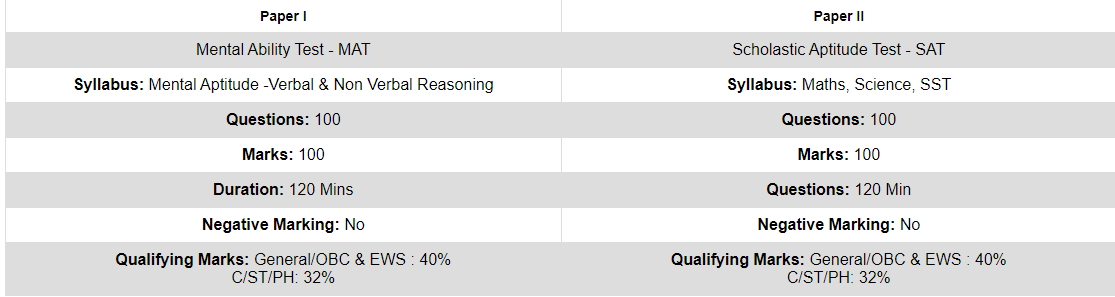 Paper I
Paper II
Mental Ability Test - MAT
Scholastic Aptitude Test - SAT
Syllabus: Mental Aptitude -Verbal & Non Verbal Reasoning
Syllabus: Maths, Science, SST
Questions: 100
Questions: 100
Marks: 100
Marks: 100
Duration: 120 Mins
Questions: 120 Min
Negative Marking: No
Negative Marking: No
Qualifying Marks: General/OBC & EWS : 40%
C/ST/PH: 32%
Qualifying Marks: General/OBC & EWS : 40%
C/ST/PH: 32%